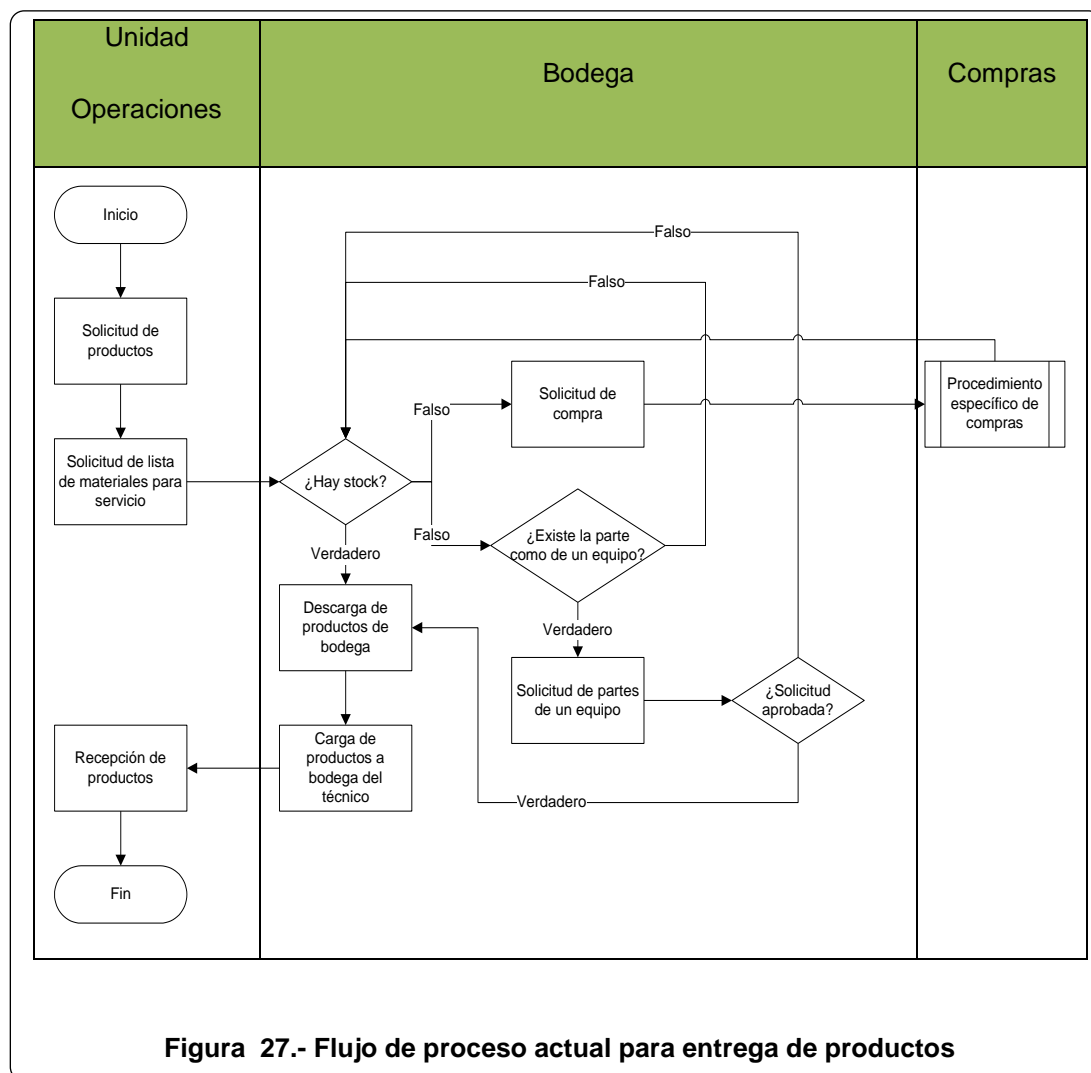 Unidad
Operaciones
Bodega
Compras
Inicio
Solicitud de
productos
Solicitud de lista
de materiales para
servicio
¿Hay stock?
Falso
Falso
Falso
Solicitud de
compra
Procedimiento
específico de
compras
Falso
¿Existe la parte
como de un equipo?
Verdadero
Descarga de
productos de
bodega
Verdadero
Solicitud de partes
de un equipo
¿Solicitud
aprobada?
Verdadero
Carga de
productos a
bodega del
técnico
Recepción de
productos
Fin
Figura 27.- Flujo de proceso actual para entrega de productos